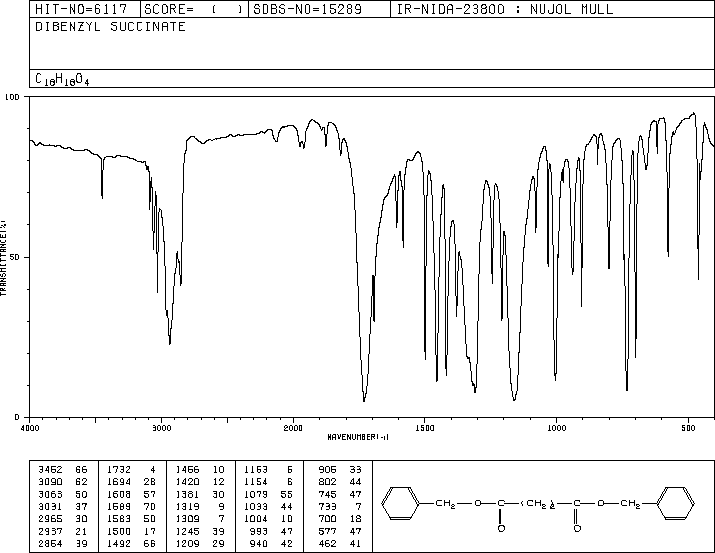 HIT-NO=6117 SCORE= ( ) SDBS-NO=15289 IR-NIDA-23800 : NUJOL MULL
DIBENZYL SUCCINATE
C18H18O4
100
50
0
TRANSMITTANCE(%)
4000 3000 2000 1500 1000 500
WAVENUMBER(-1)
3452 66 1732 4 1456 10 1163 6 906 33
3090 62 1694 28 1420 12 1154 6 802 44
3063 50 1608 57 1381 30 1079 55 745 47
3031 37 1589 70 1319 9 1033 44 733 7
2965 30 1583 50 1309 7 1004 10 700 18
2937 21 1500 17 1245 39 993 47 577 47
2854 39 1492 66 1209 29 940 42 462 41
CH2 O C (CH2)2 C O CH2
O O